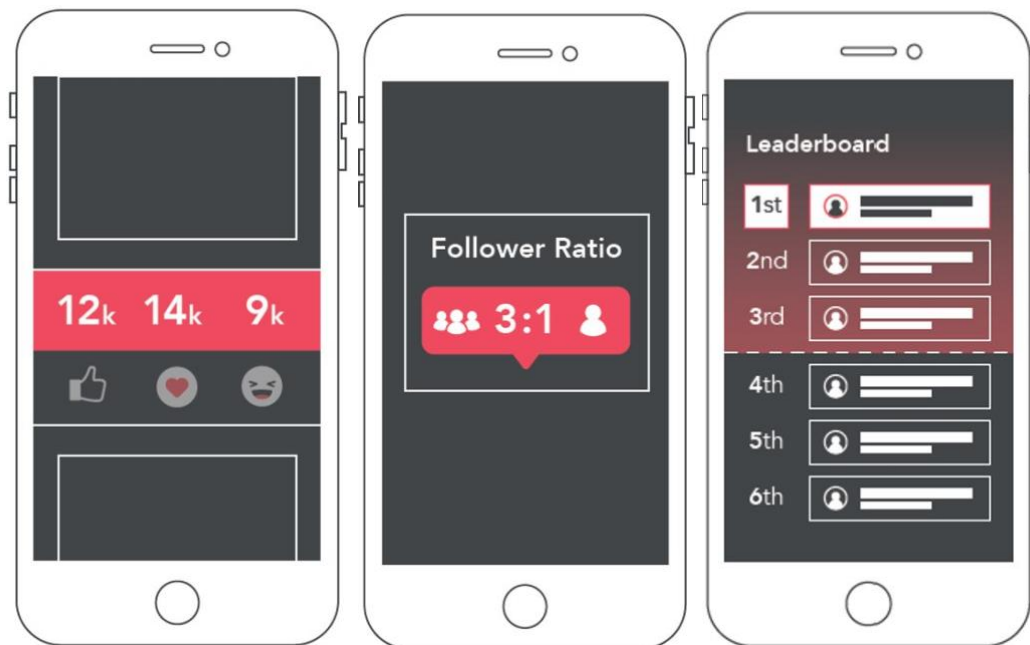 12k 14k 9k
Follower Ratio
3:1
Leaderboard
1st
2nd
3rd
4th
5th
6th